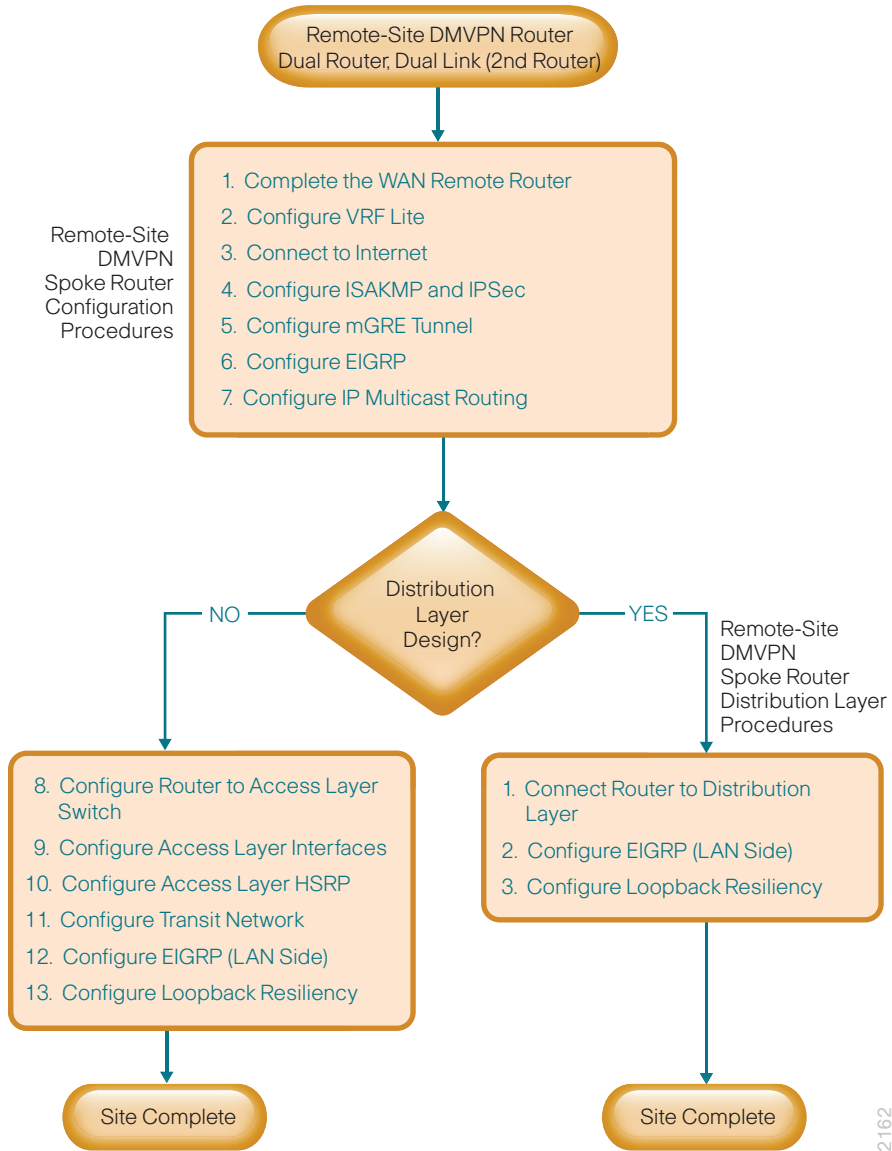 Remote-Site DMVPN Router
Dual Router, Dual Link (2nd Router)
Remote-Site
DMVPN
Spoke Router
Configuration
Procedures
1. Complete the WAN Remote Router
2. Configure VRF Lite
3. Connect to Internet
4. Configure ISAKMP and IPSec
5. Configure mGRE Tunnel
6. Configure EIGRP
7. Configure IP Multicast Routing
Distribution
Layer
Design?
NO
YES
Remote-Site
DMVPN
Spoke Router
Distribution Layer
Procedures
8. Configure Router to Access Layer
Switch
9. Configure Access Layer Interfaces
10. Configure Access Layer HSRP
11. Configure Transit Network
12. Configure EIGRP (LAN Side)
13. Configure Loopback Resiliency
1. Connect Router to Distribution
Layer
2. Configure EIGRP (LAN Side)
3. Configure Loopback Resiliency
Site Complete
Site Complete
2162